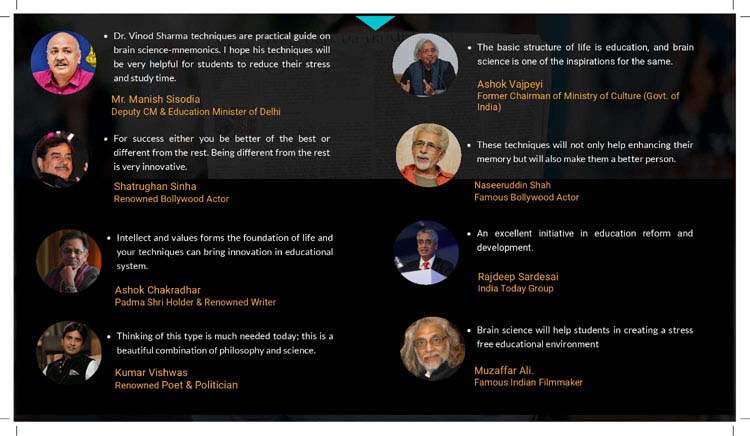 Dr. Vinod Sharma techniques are practical guide on
brain science-mnemonics. I hope his techniques will
be very helpful for students to reduce their stress
and study time.
Mr. Manish Sisodia
Deputy CM & Education Minister of Delhi
For success either you be better of the best or
different from the rest. Being different from the rest
is very innovative.
Shatrughan Sinha
Renowned Bollywood Actor
Intellect and values forms the foundation of life and
your techniques can bring innovation in educational
system.
Ashok Chakradhar
Padma Shri Holder & Renowned Writer
Thinking of this type is much needed today; this is a
beautiful combination of philosophy and science.
Kumar Vishwas
Renowned Poet & Politician
The basic structure of life is education, and brain
science is one of the inspirations for the same.
Ashok Vajpeyi
Former Chairman of Ministry of Culture (Govt. of
India)
These techniques will not only help enhancing their
memory but will also make them a better person.
Naseeruddin Shah
Famous Bollywood Actor
An excellent initiative in education reform and
development.
Rajdeep Sardesai
India Today Group
Brain science will help students in creating a stress
free educational environment
Muzaffar Ali.
Famous Indian Filmmaker